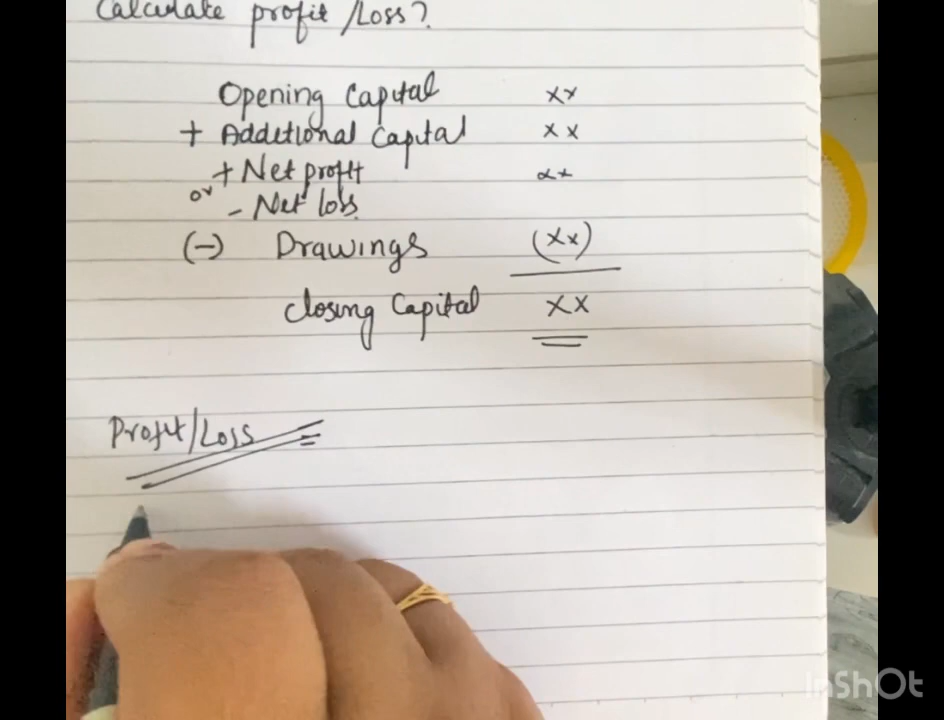 Calculate profit /Loss?
Opening Capital xx
+ Additional Capital xx
+ Net profit xx
or - Net loss
(-) Drawings (xx)
closing Capital xx
Profit/Loss =
InShOt